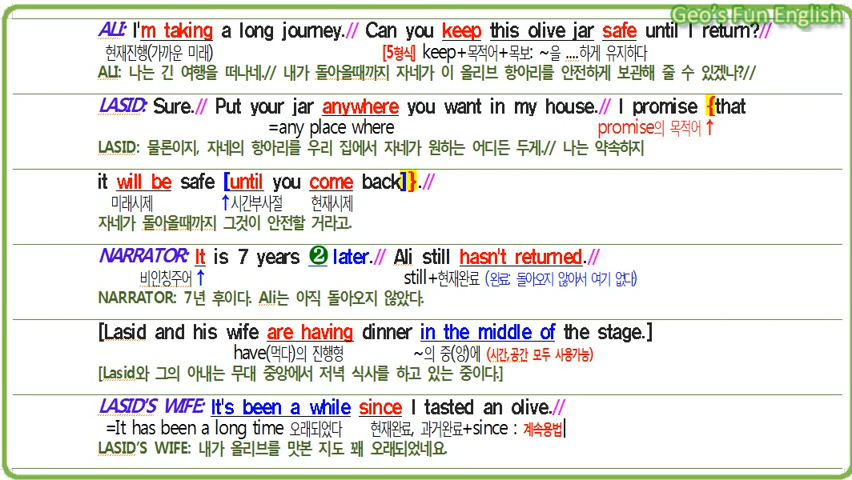 Geo's Fun English
ALI: I'm taking a long journey.// Can you keep this olive jar safe until I return?//
현재진행(가까운 미래) [5형식] keep+목적어+목보: ~을 ....하게 유지하다
ALI: 나는 긴 여행을 떠나네.// 내가 돌아올때까지 자네가 이 올리브 항아리를 안전하게 보관해 줄 수 있겠나?//
LASID: Sure.// Put your jar anywhere you want in my house.// I promise {that
=any place where promise의 목적어 ↑
LASID: 물론이지, 자네의 항아리를 우리 집에서 자네가 원하는 어디든 두게.// 나는 약속하지
it will be safe [until you come back]}.//
미래시제 ↑시간부사절 현재시제
자네가 돌아올때까지 그것이 안전할 거라고.
NARRATOR: It is 7 years ❷ later.// Ali still hasn't returned.//
비인칭주어 ↑ still+현재완료 (완료: 돌아오지 않아서 여기 없다)
NARRATOR: 7년 후이다. Ali는 아직 돌아오지 않았다.
[Lasid and his wife are having dinner in the middle of the stage.]
have(먹다)의 진행형 ~의 중(앙)에 (시간,공간 모두 사용가능)
[Lasid와 그의 아내는 무대 중앙에서 저녁 식사를 하고 있는 중이다.]
LASID'S WIFE: It's been a while since I tasted an olive.//
=It has been a long time 오래되었다 현재완료, 과거완료+since : 계속용법
LASID'S WIFE: 내가 올리브를 맛본 지도 꽤 오래되었네요.